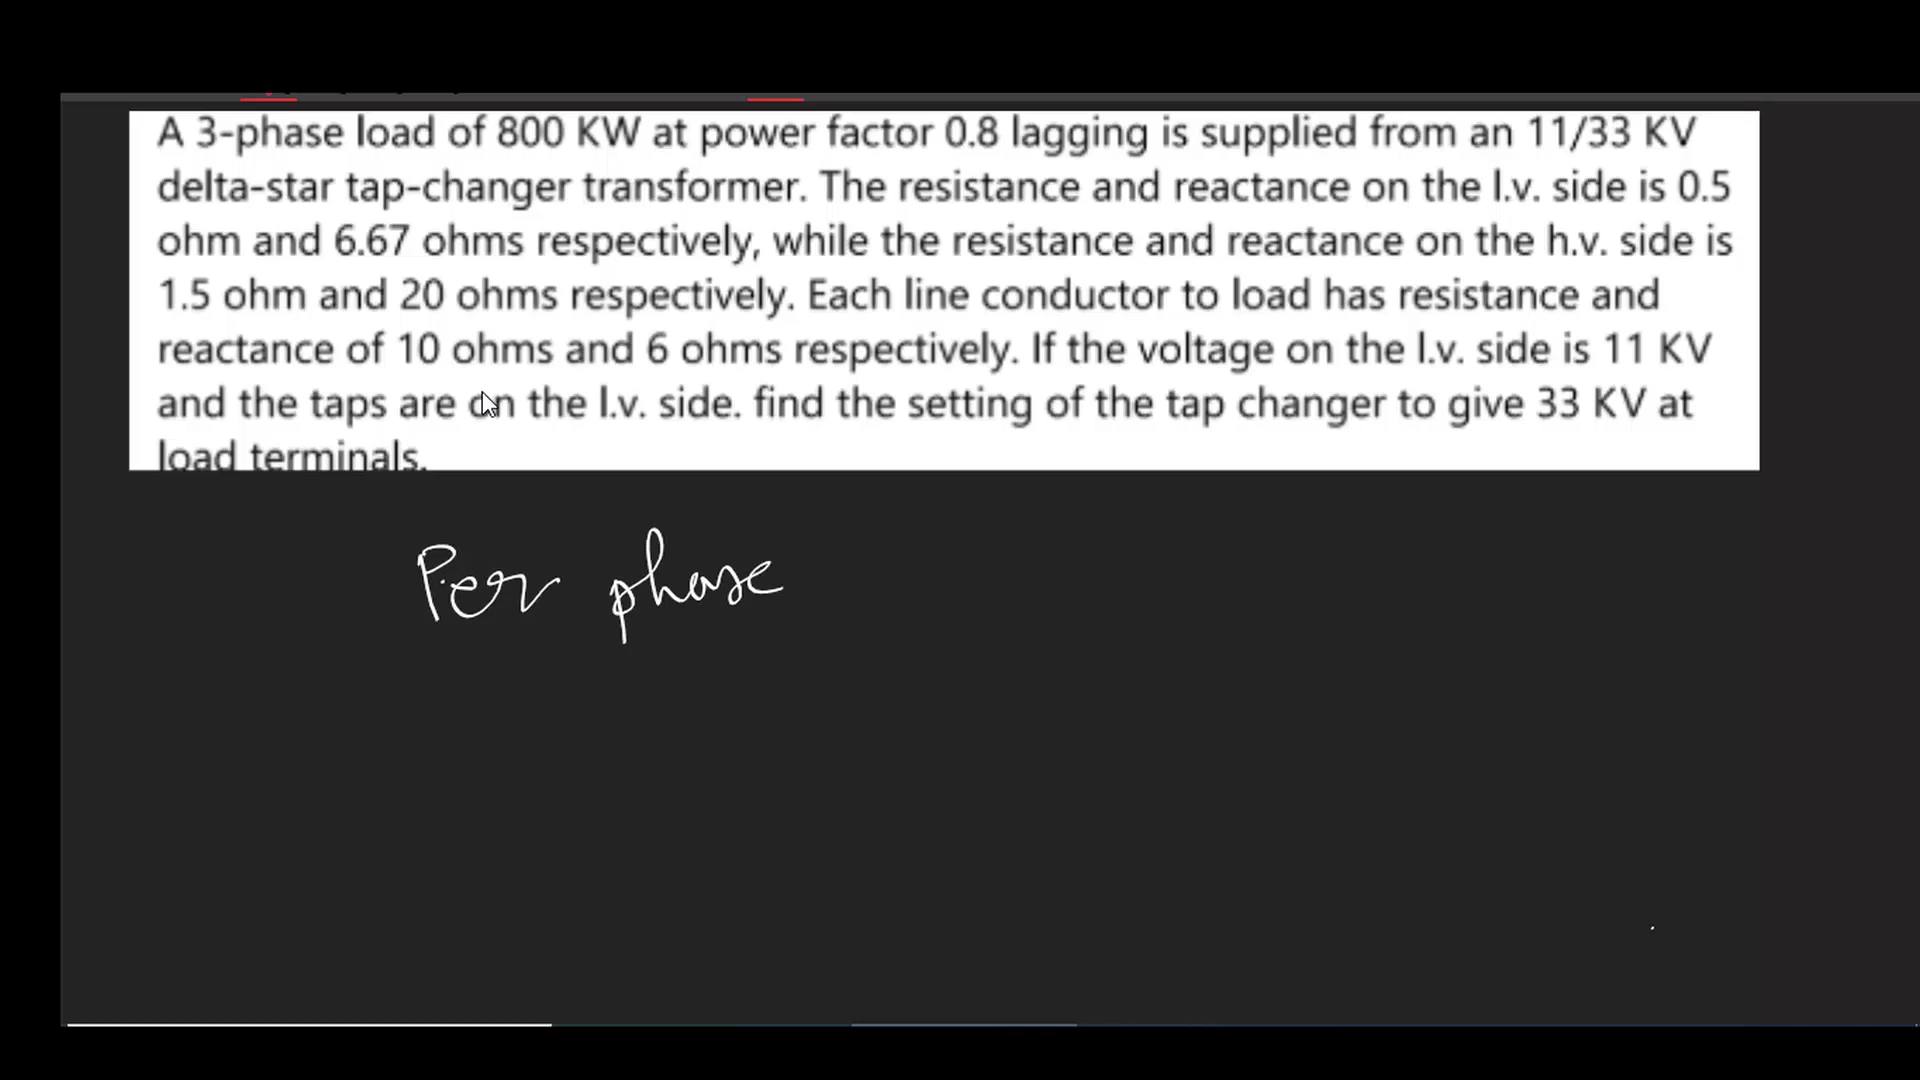 A 3-phase load of 800 KW at power factor 0.8 lagging is supplied from an 11/33 KV
delta-star tap-changer transformer. The resistance and reactance on the l.v. side is 0.5
ohm and 6.67 ohms respectively, while the resistance and reactance on the h.v. side is
1.5 ohm and 20 ohms respectively. Each line conductor to load has resistance and
reactance of 10 ohms and 6 ohms respectively. If the voltage on the l.v. side is 11 KV
and the taps are on the l.v. side. find the setting of the tap changer to give 33 KV at
load terminals.
Per phase